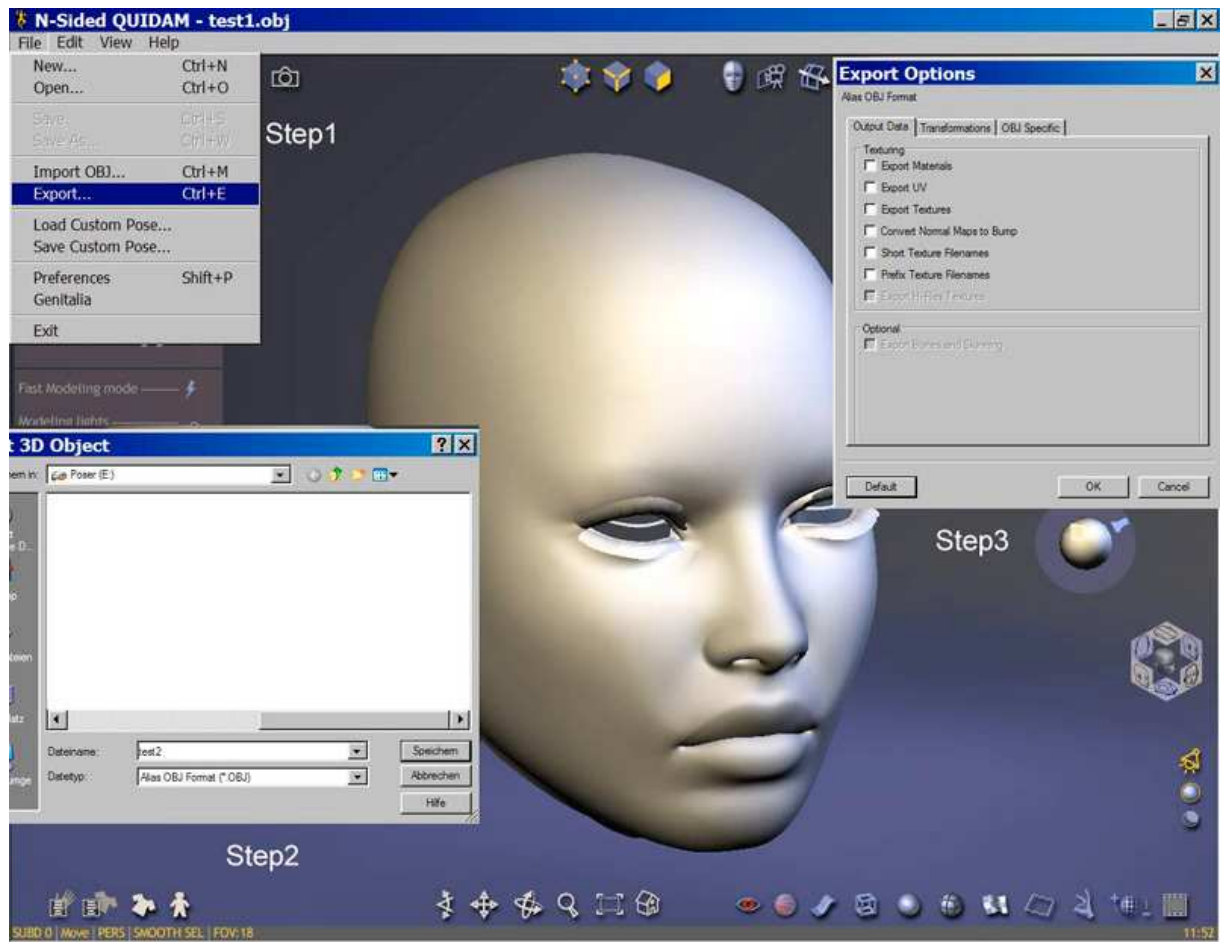 N-Sided QUIDAM - test1.obj
File Edit View Help
New... Ctrl+N
Open... Ctrl+O
Save Ctrl+S
Save As... Ctrl+W
Import OBJ... Ctrl+M
Export... Ctrl+E
Load Custom Pose...
Save Custom Pose...
Preferences Shift+P
Genitalia
Exit
Step1
Export Options
Alias OBJ Format
Output Data Transformations OBJ Specific
Texturing
Export Materials
Export UV
Export Textures
Convert Normal Maps to Bump
Short Texture Filenames
Prefix Texture Filenames
Export Hi-Res Textures
Optional
Export Bones and Skinning
Default OK Cancel
Step3
Fast Modeling mode
Modeling lights
t 3D Object
Poser (E:)
Dateiname: test2 Speichern
Dateityp: Alias OBJ Format (*.OBJ) Abbrechen
Hilfe
Step2
SUBD 0 | Move | PERS | SMOOTH SEL | FOV:18
11:52